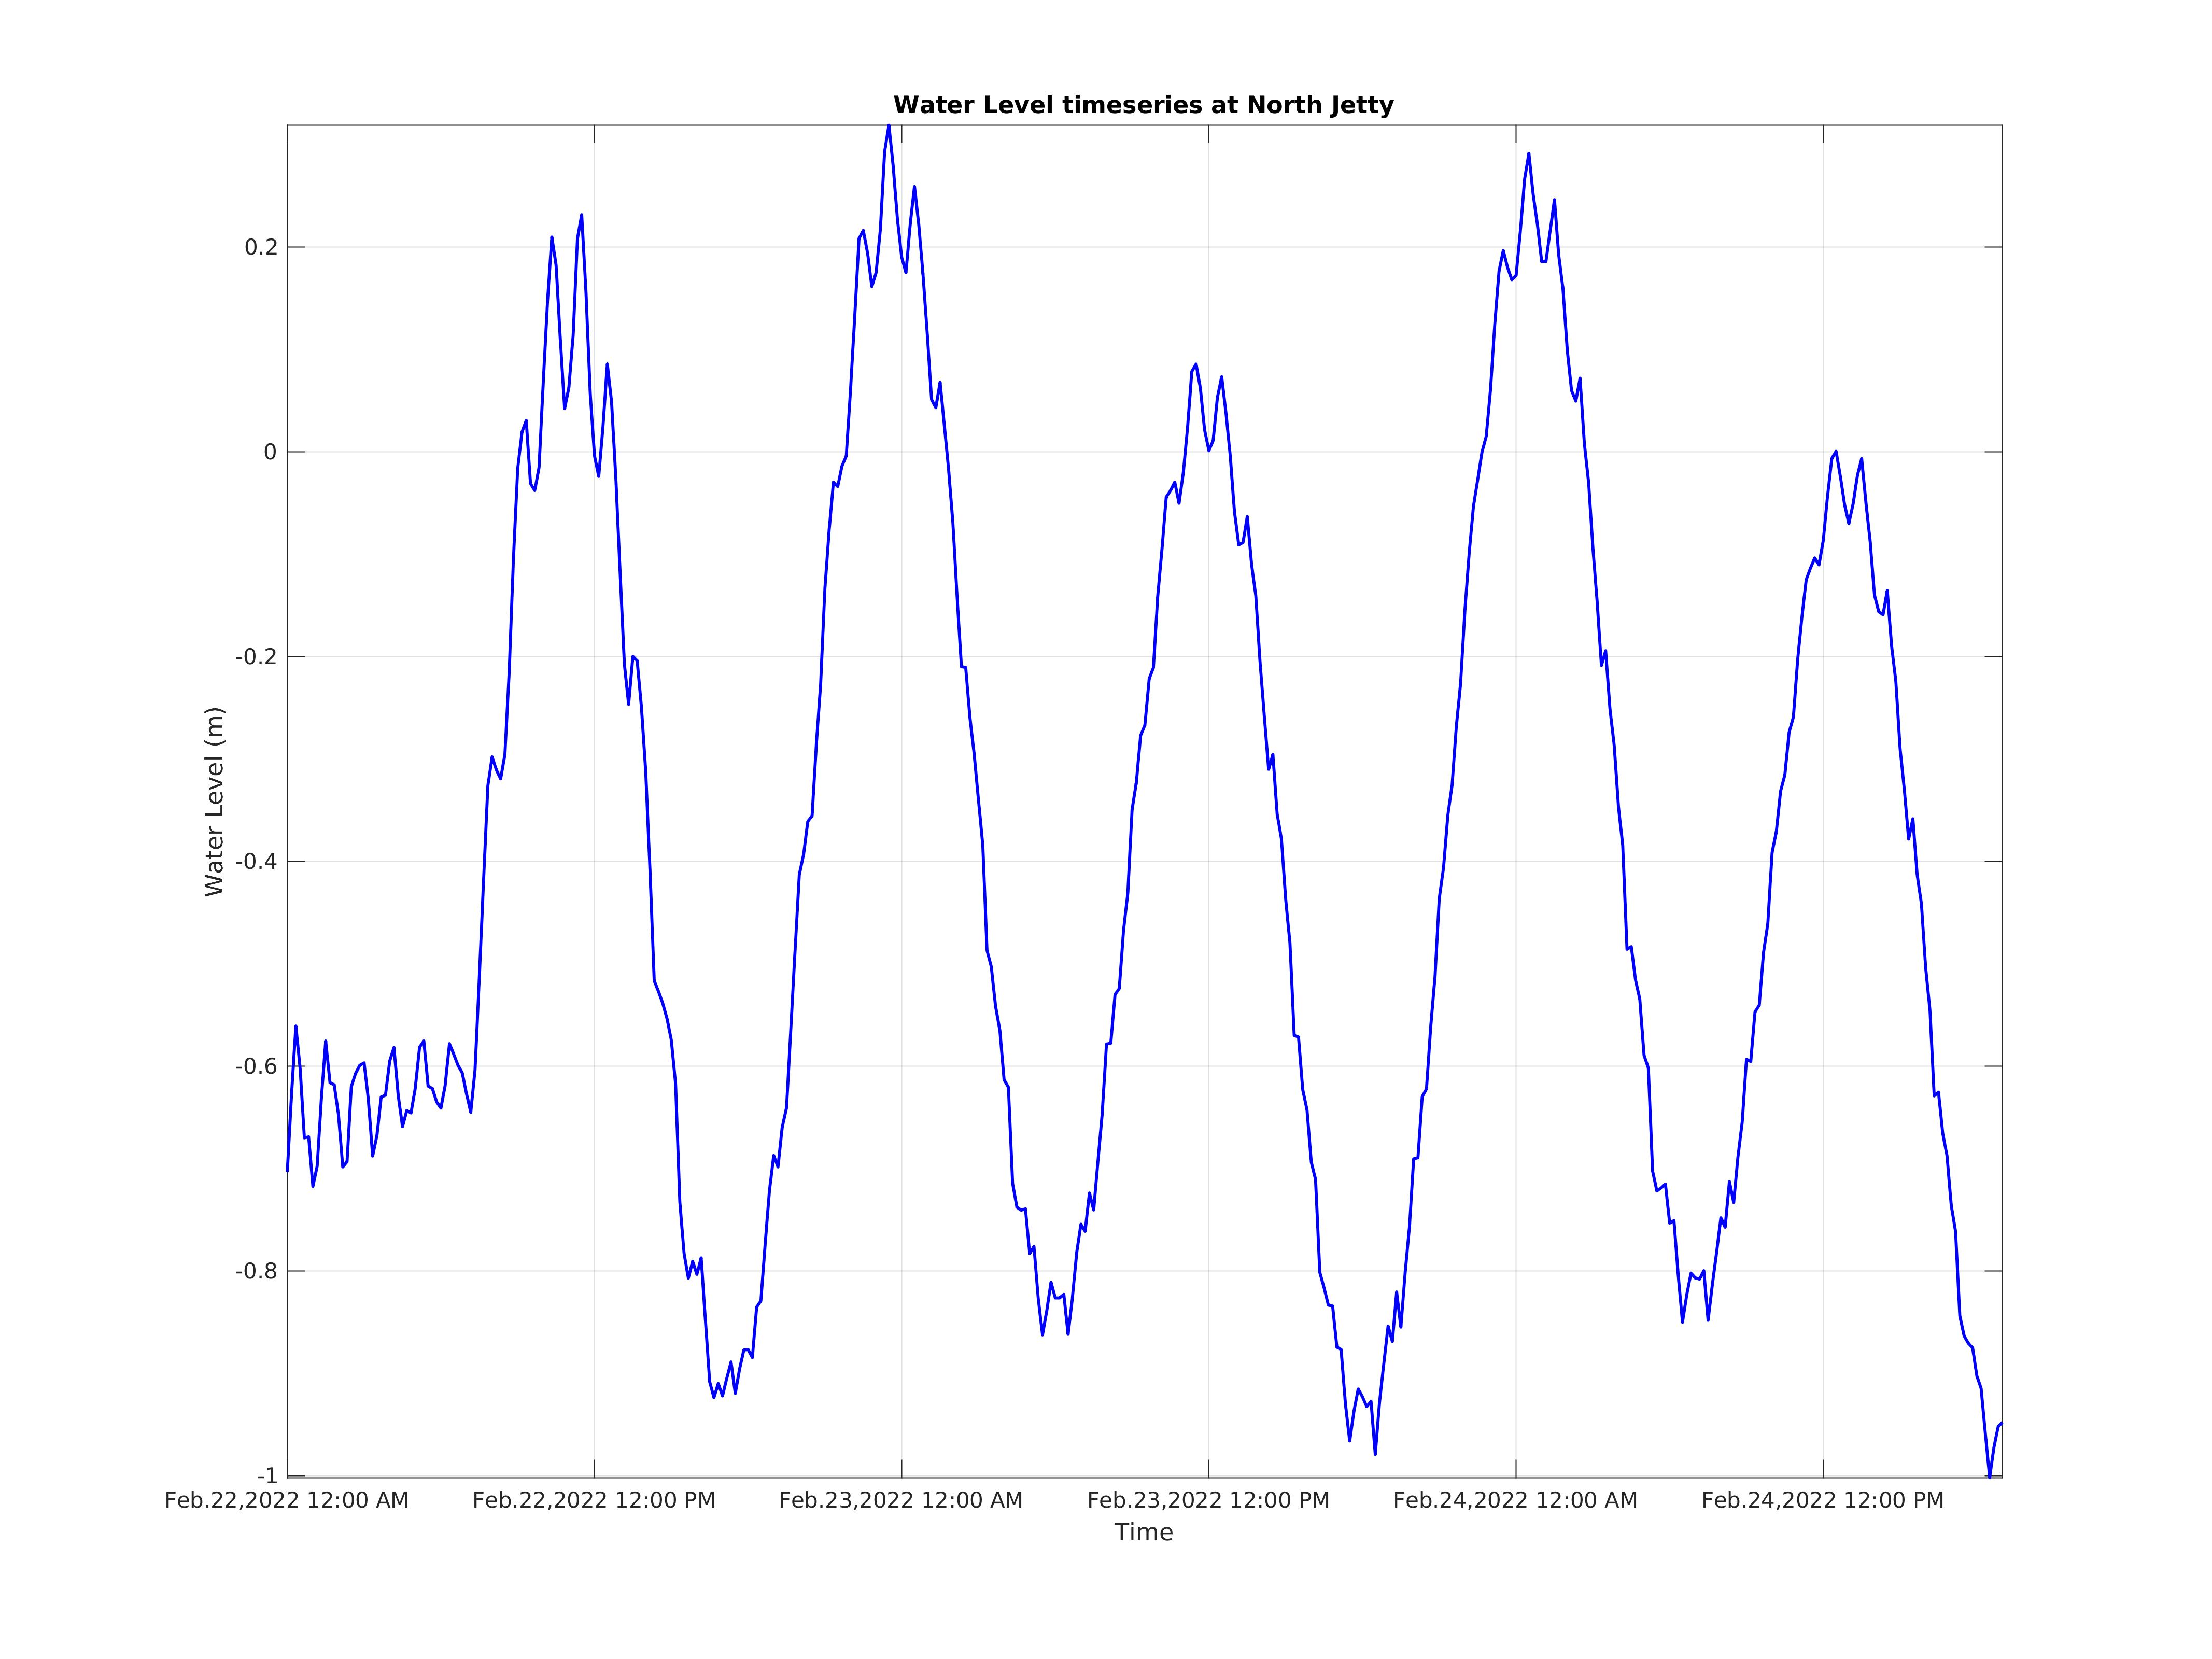 Water Level timeseries at North Jetty
0.2
0
-0.2
-0.4
-0.6
-0.8
-1
Water Level (m)
Feb.22,2022 12:00 AM
Feb.22,2022 12:00 PM
Feb.23,2022 12:00 AM
Feb.23,2022 12:00 PM
Feb.24,2022 12:00 AM
Feb.24,2022 12:00 PM
Time